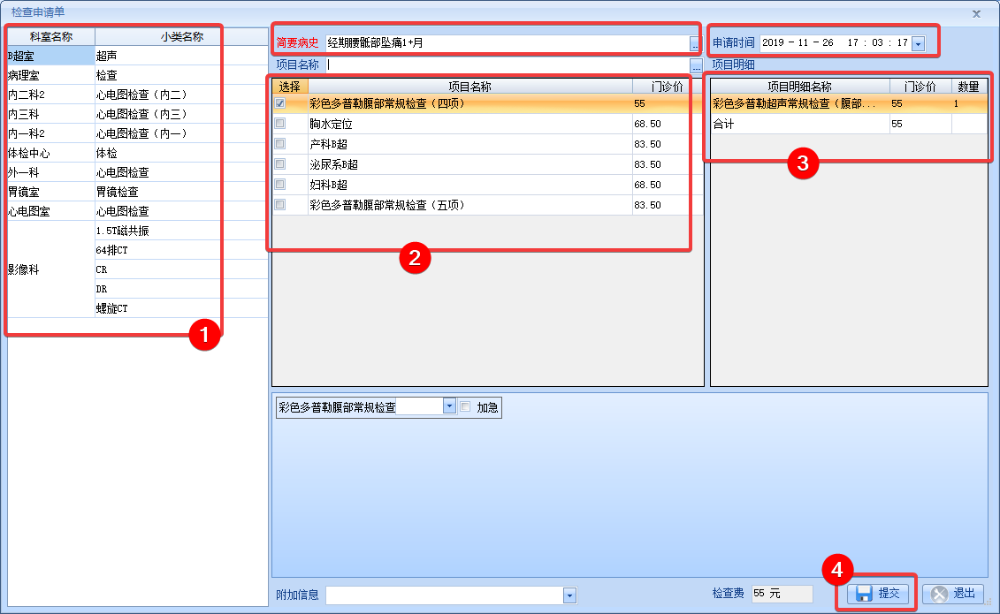 检查申请单
科室名称 小类名称
B超室 超声
病理室 检查
内二科2 心电图检查（内二）
内三科 心电图检查（内三）
内一科2 心电图检查（内一）
体检中心 体检
外一科 心电图检查
胃镜室 胃镜检查
心电图室 心电图检查
影像科 1.5T磁共振
64排CT
CR
DR
螺旋CT
1
简要病史 经期腰骶部坠痛1+月 ...
项目名称 ...
选择 项目名称 门诊价
彩色多普勒腹部常规检查（四项） 55
胸水定位 68.50
产科B超 83.50
泌尿系B超 83.50
妇科B超 68.50
彩色多普勒腹部常规检查（五项） 83.50
2
申请时间 2019-11-26 17:03:17
项目明细
项目明细名称 门诊价 数量
彩色多普勒超声常规检查（腹部... 55 1
合计 55
3
彩色多普勒腹部常规检查 加急
附加信息
检查费 55 元
4
提交
退出